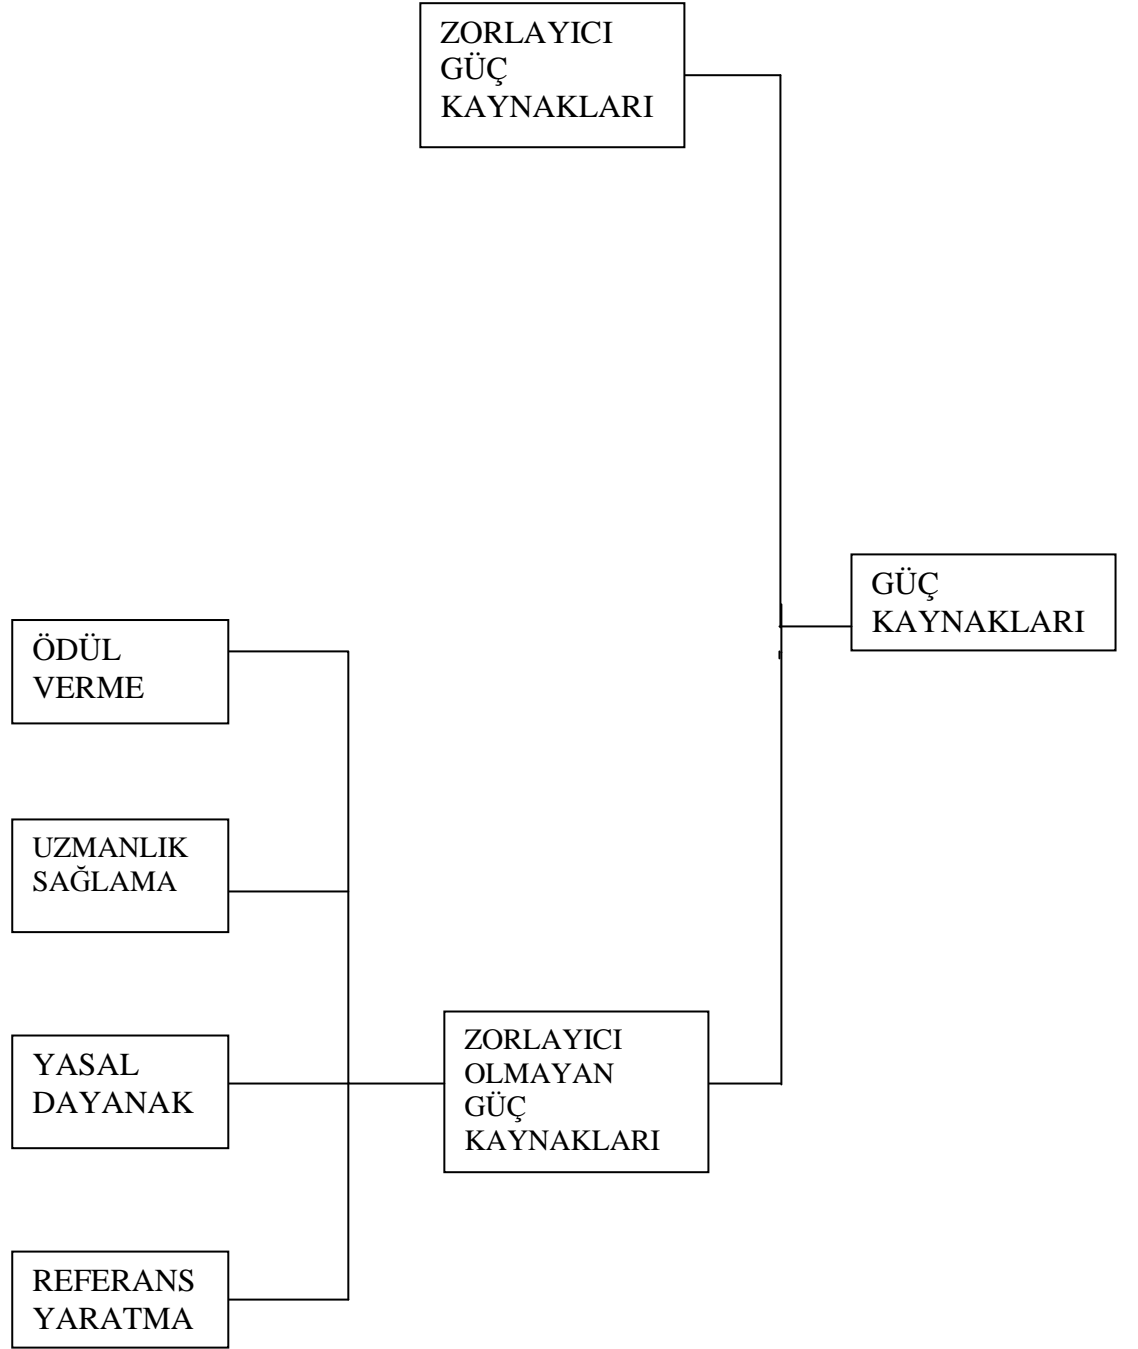 ZORLAYICI
GÜÇ
KAYNAKLARI
GÜÇ
KAYNAKLARI
ÖDÜL
VERME
UZMANLIK
SAĞLAMA
YASAL
DAYANAK
ZORLAYICI
OLMAYAN
GÜÇ
KAYNAKLARI
REFERANS
YARATMA